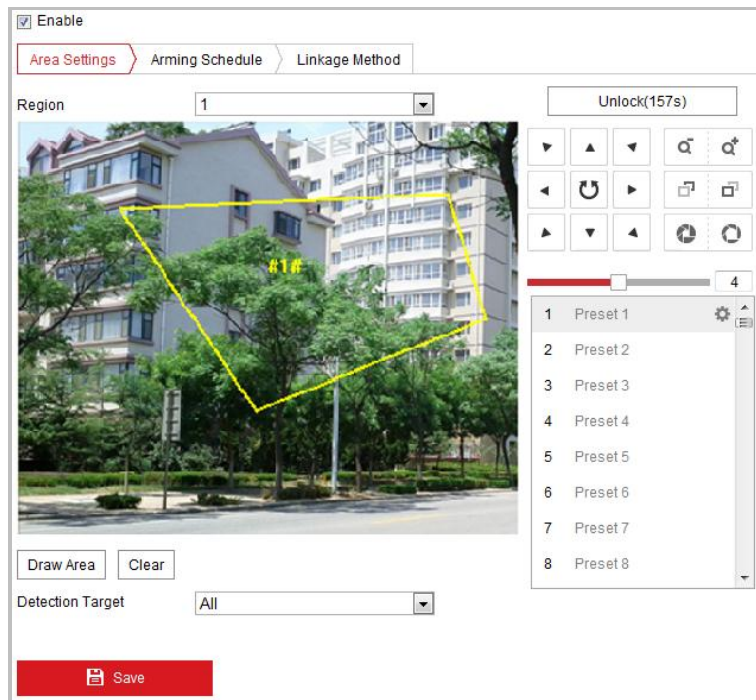 Enable
Area Settings Arming Schedule Linkage Method
Region 1
Unlock(157s)
#1#
4
1 Preset 1
2 Preset 2
3 Preset 3
4 Preset 4
5 Preset 5
6 Preset 6
7 Preset 7
8 Preset 8
Draw Area Clear
Detection Target All
Save